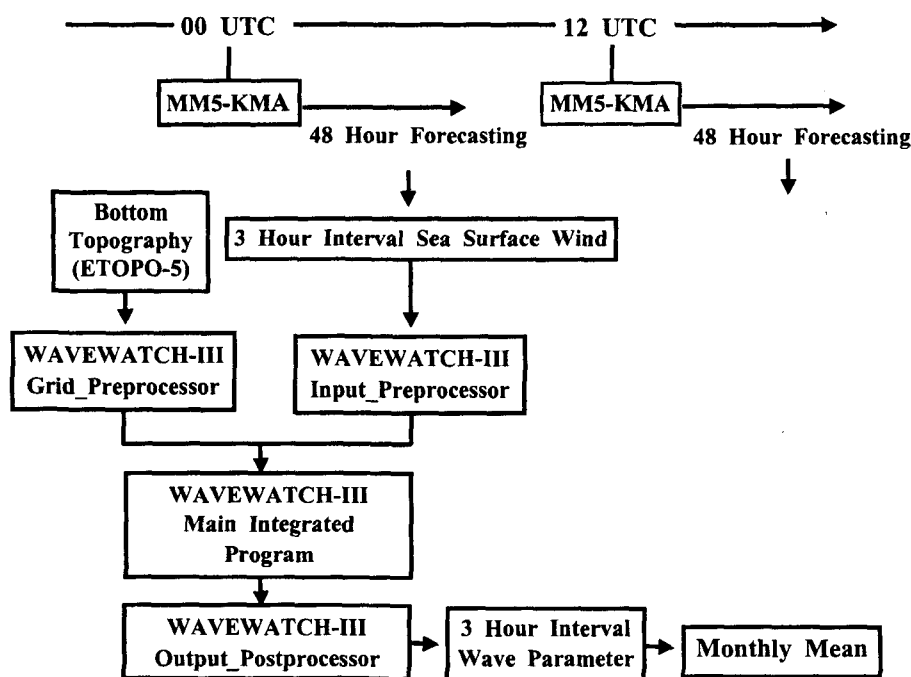 00 UTC
12 UTC
MM5-KMA
MM5-KMA
48 Hour Forecasting
48 Hour Forecasting
Bottom
Topography
(ETOPO-5)
3 Hour Interval Sea Surface Wind
WAVEWATCH-III
Grid_Preprocessor
WAVEWATCH-III
Input_Preprocessor
WAVEWATCH-III
Main Integrated
Program
WAVEWATCH-III
Output_Postprocessor
3 Hour Interval
Wave Parameter
Monthly Mean